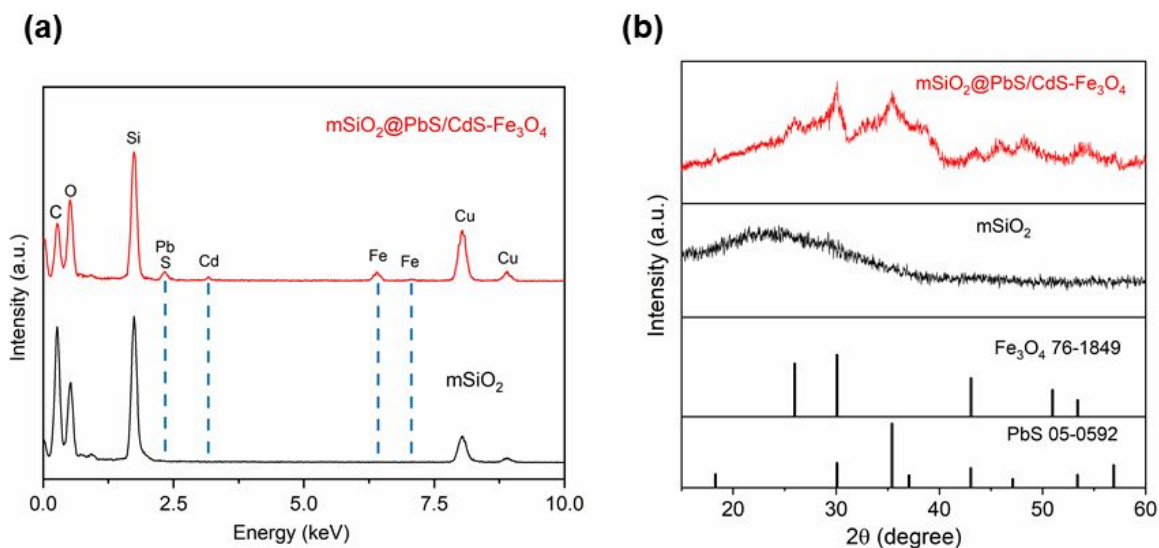 (a)
mSiO₂@PbS/CdS-Fe₃O₄
Si
O
C
Pb
S
Cd
Fe
Fe
Cu
Cu
mSiO₂
Intensity (a.u.)
0.0 2.5 5.0 7.5 10.0
Energy (keV)
(b)
mSiO₂@PbS/CdS-Fe₃O₄
mSiO₂
Fe₃O₄ 76-1849
PbS 05-0592
Intensity (a.u.)
20 30 40 50 60
2θ (degree)